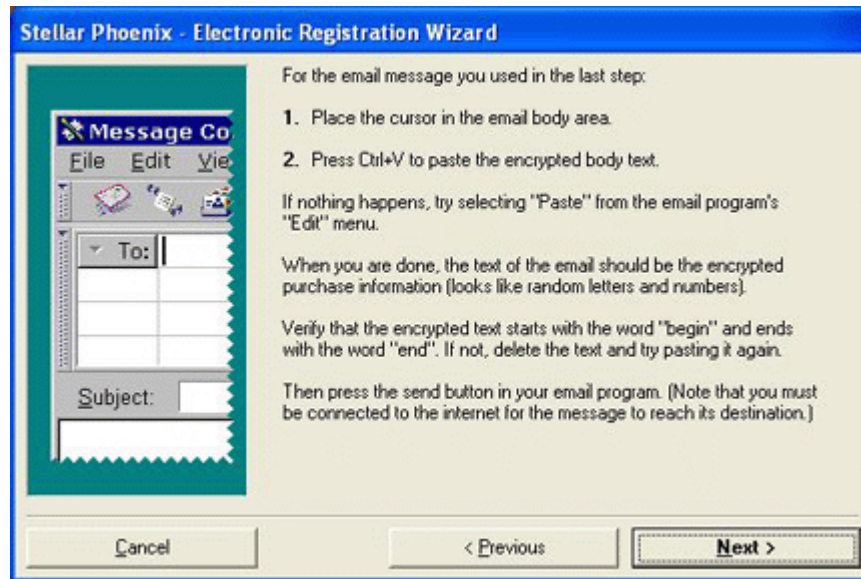 Stellar Phoenix - Electronic Registration Wizard
Message Co
File Edit Vie
To:
Subject:
For the email message you used in the last step:
1. Place the cursor in the email body area.
2. Press Ctrl+V to paste the encrypted body text.
If nothing happens, try selecting "Paste" from the email program's
"Edit" menu.
When you are done, the text of the email should be the encrypted
purchase information (looks like random letters and numbers).
Verify that the encrypted text starts with the word "begin" and ends
with the word "end". If not, delete the text and try pasting it again.
Then press the send button in your email program. (Note that you must
be connected to the internet for the message to reach its destination.)
Cancel
< Previous
Next >